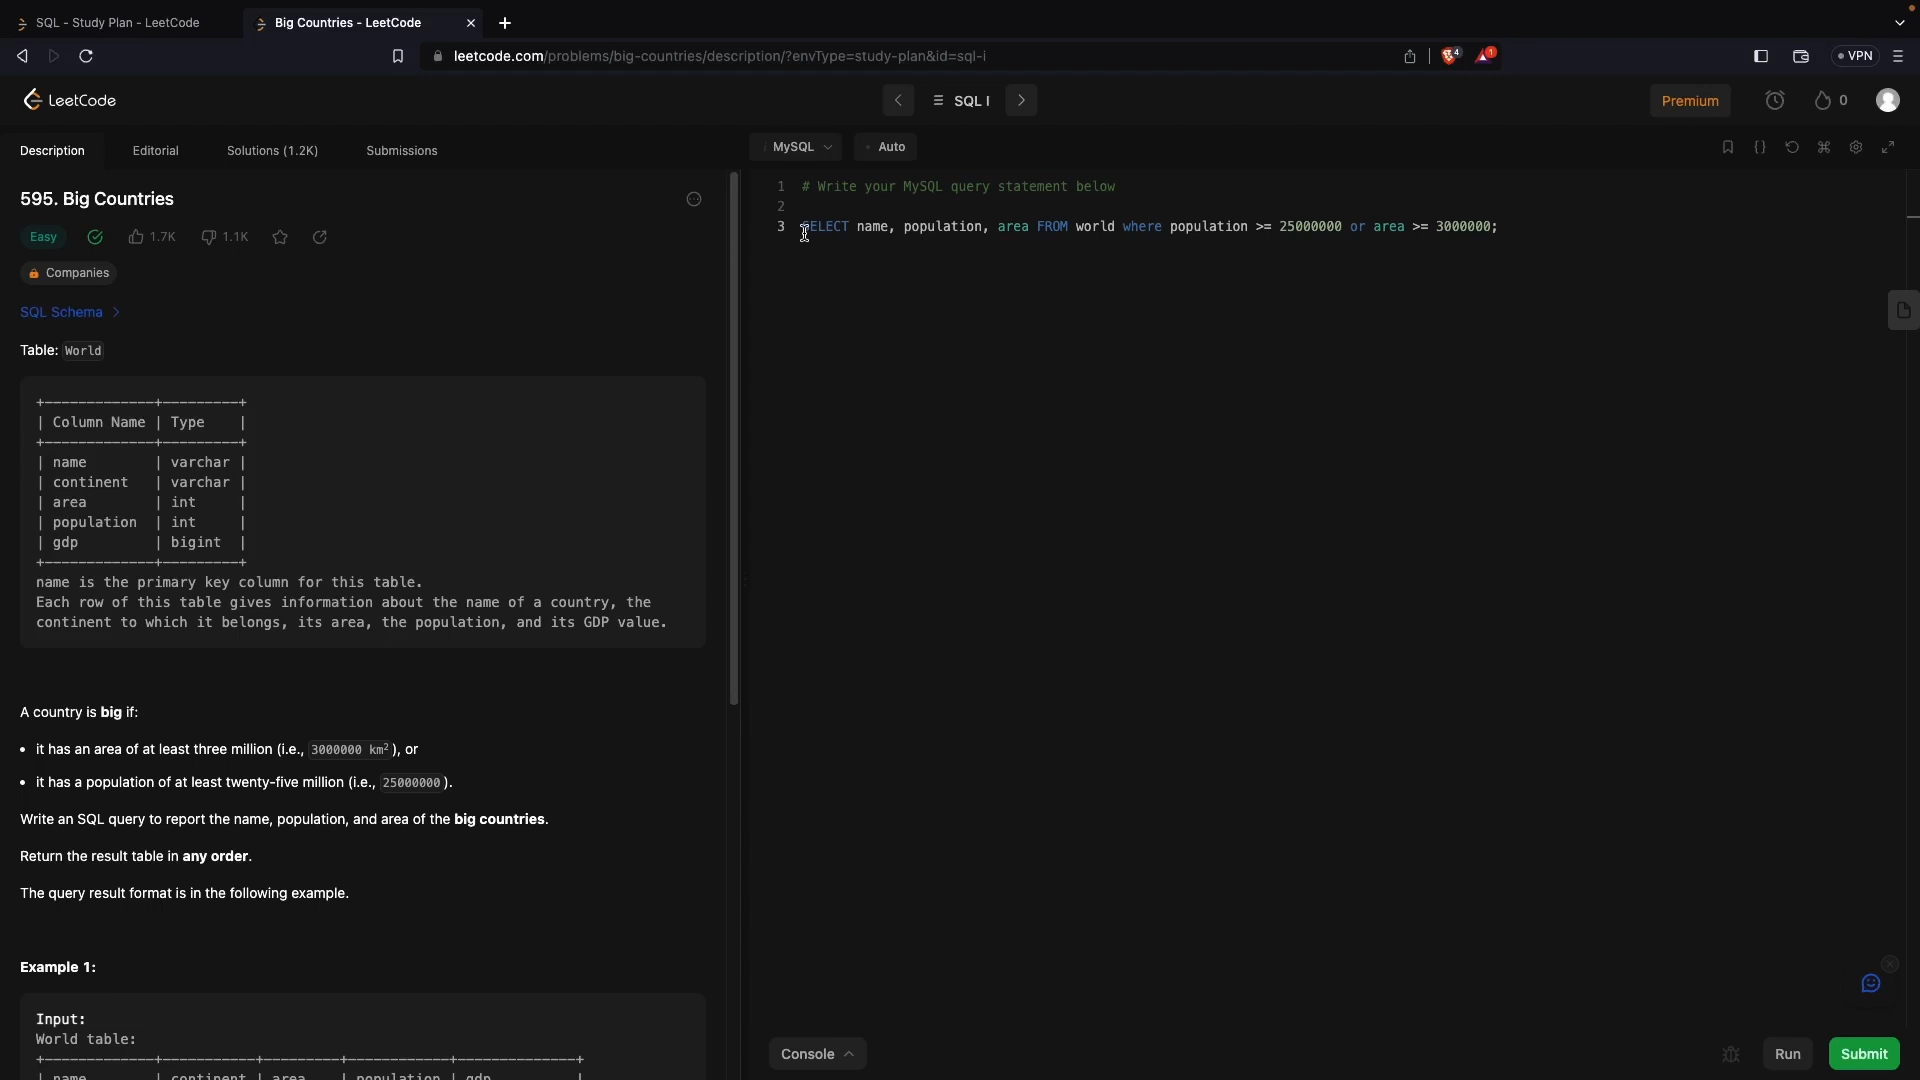 SQL - Study Plan - LeetCode
Big Countries - LeetCode
leetcode.com/problems/big-countries/description/?envType=study-plan&id=sql-i
4
1
VPN
LeetCode
SQL I
Premium
0
Description Editorial Solutions (1.2K) Submissions
MySQL
Auto
595. Big Countries
Easy
1.7K
1.1K
Companies
SQL Schema
Table: World
+-------------+---------+
| Column Name | Type    |
+-------------+---------+
| name        | varchar |
| continent   | varchar |
| area        | int     |
| population  | int     |
| gdp         | bigint  |
+-------------+---------+
name is the primary key column for this table.
Each row of this table gives information about the name of a country, the
continent to which it belongs, its area, the population, and its GDP value.
A country is big if:
• it has an area of at least three million (i.e., 3000000 km²), or
• it has a population of at least twenty-five million (i.e., 25000000).
Write an SQL query to report the name, population, and area of the big countries.
Return the result table in any order.
The query result format is in the following example.
Example 1:
Input:
World table:
+-------------+-----------+---------+------------+--------------+
| name        | continent | area    | population | gdp          |
1 # Write your MySQL query statement below
2
3 SELECT name, population, area FROM world where population >= 25000000 or area >= 3000000;
Console
Run
Submit